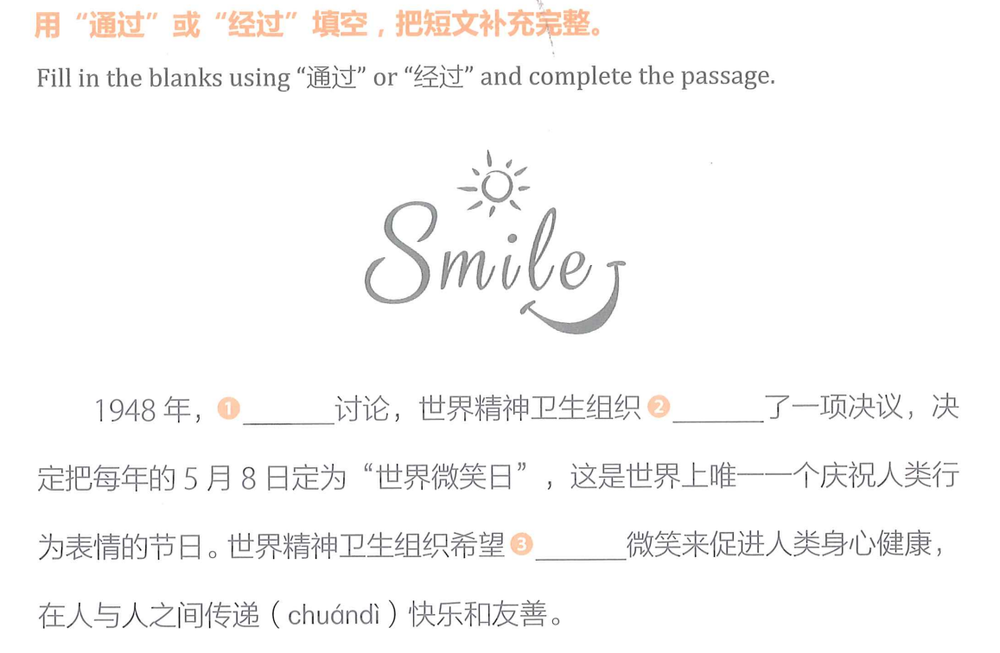 用“通过”或“经过”填空，把短文补充完整。
Fill in the blanks using “通过” or “经过” and complete the passage.
Smile
1948 年，❶______讨论，世界精神卫生组织❷______了一项决议，决
定把每年的 5 月 8 日定为“世界微笑日”，这是世界上唯一一个庆祝人类行
为表情的节日。世界精神卫生组织希望❸______微笑来促进人类身心健康，
在人与人之间传递（chuándì）快乐和友善。